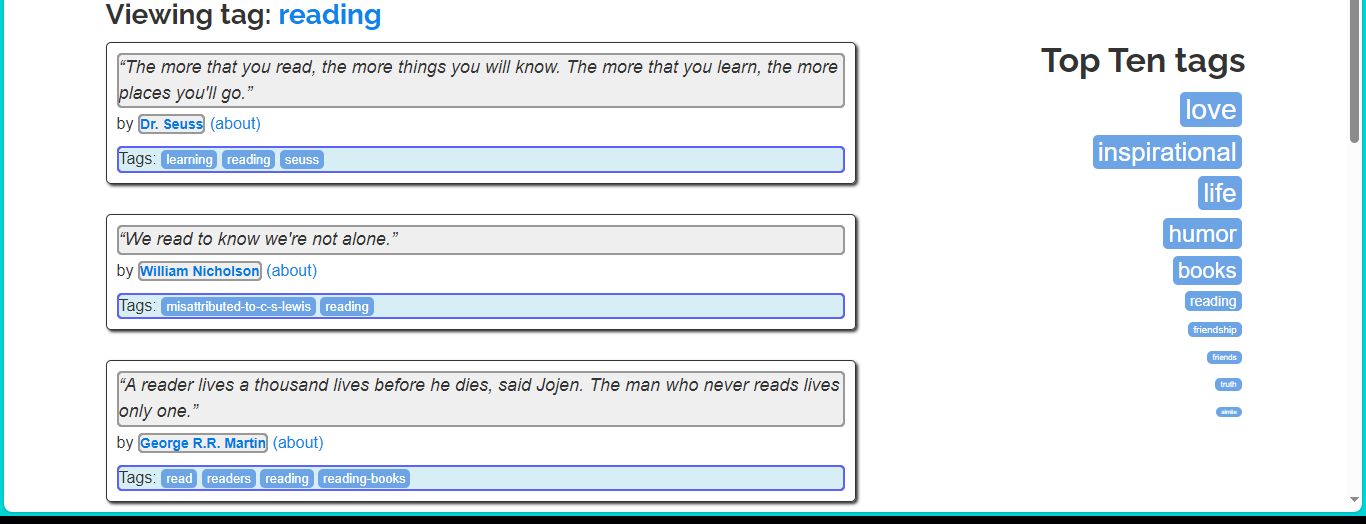 Viewing tag: reading
“The more that you read, the more things you will know. The more that you learn, the more
places you'll go.”
by Dr. Seuss (about)
Tags: learning reading seuss
“We read to know we're not alone.”
by William Nicholson (about)
Tags: misattributed-to-c-s-lewis reading
“A reader lives a thousand lives before he dies, said Jojen. The man who never reads lives
only one.”
by George R.R. Martin (about)
Tags: read readers reading reading-books
Top Ten tags
love
inspirational
life
humor
books
reading
friendship
friends
truth
simile